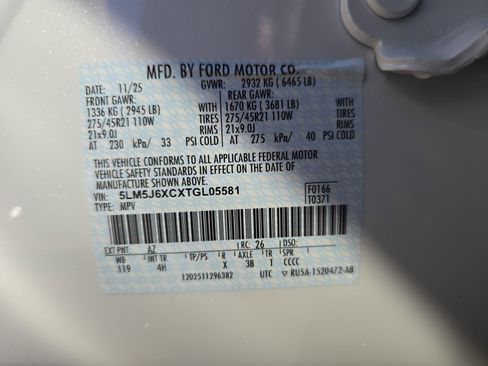 MFD. BY FORD MOTOR CO.
DATE: 11/25 GVWR: 2932 KG ( 6465 LB)
FRONT GAWR: REAR GAWR:
1336 KG ( 2945 LB) WITH 1670 KG ( 3681 LB) WITH
275/45R21 110W TIRES 275/45R21 110W TIRES
21x9.0J RIMS 21x9.0J RIMS
AT 230 kPa/ 33 PSI COLD AT 275 kPa/ 40 PSI COLD
THIS VEHICLE CONFORMS TO ALL APPLICABLE FEDERAL MOTOR
VEHICLE SAFETY STANDARDS IN EFFECT ON THE DATE OF
MANUFACTURE SHOWN ABOVE.
VIN: 5LM5J6XCXTGL05581 F0166
TYPE: MPV T0371
EXT PNT: AZ RC: 26 DSO:
WB INT TR TP/PS R AXLE TR SPR
119 4H X 3B T CCCC
1202511296382 UTC ▽ RU5A-1520472-AB